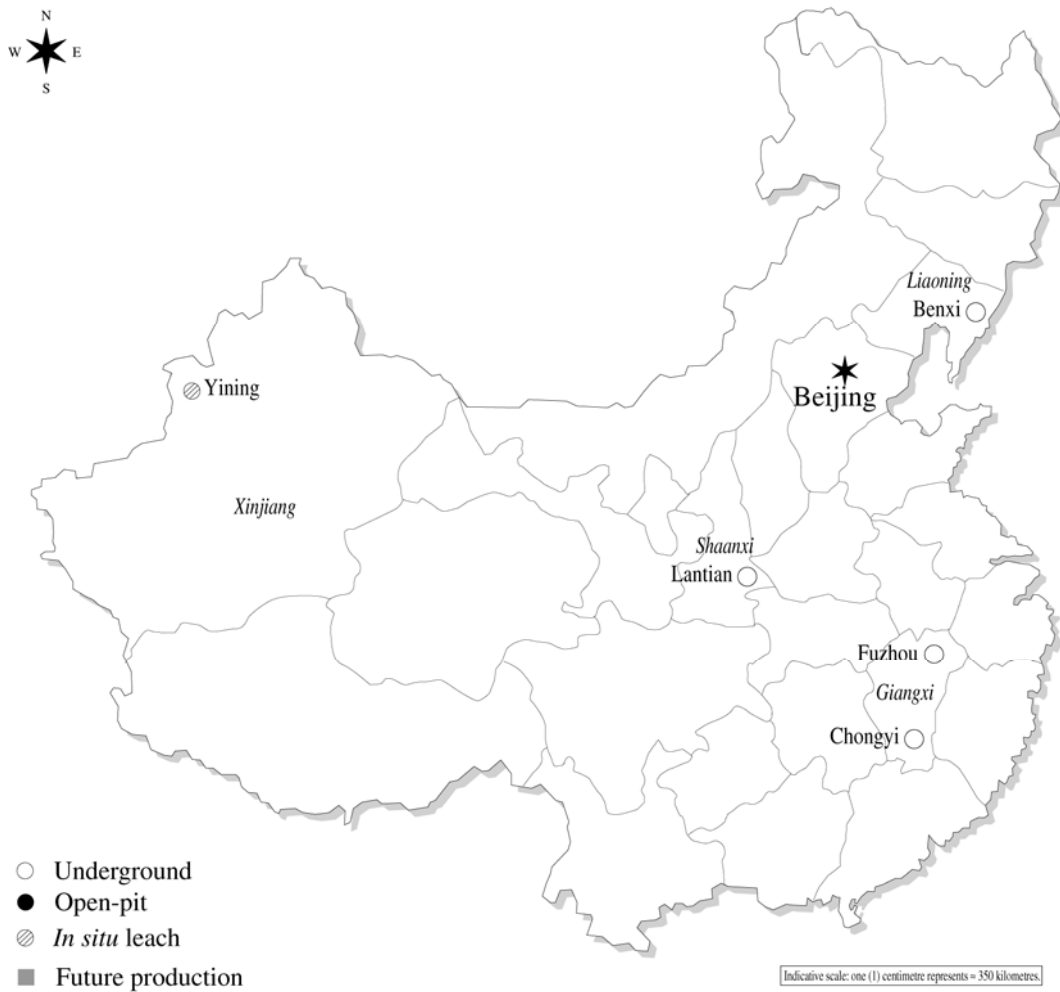 N
W E
S
Liaoning
Benxi
Beijing
Yining
Xinjiang
Shaanxi
Lantian
Fuzhou
Giangxi
Chongyi
Underground
Open-pit
In situ leach
Future production
Indicative scale: one (1) centimetre represents ≈ 350 kilometres.